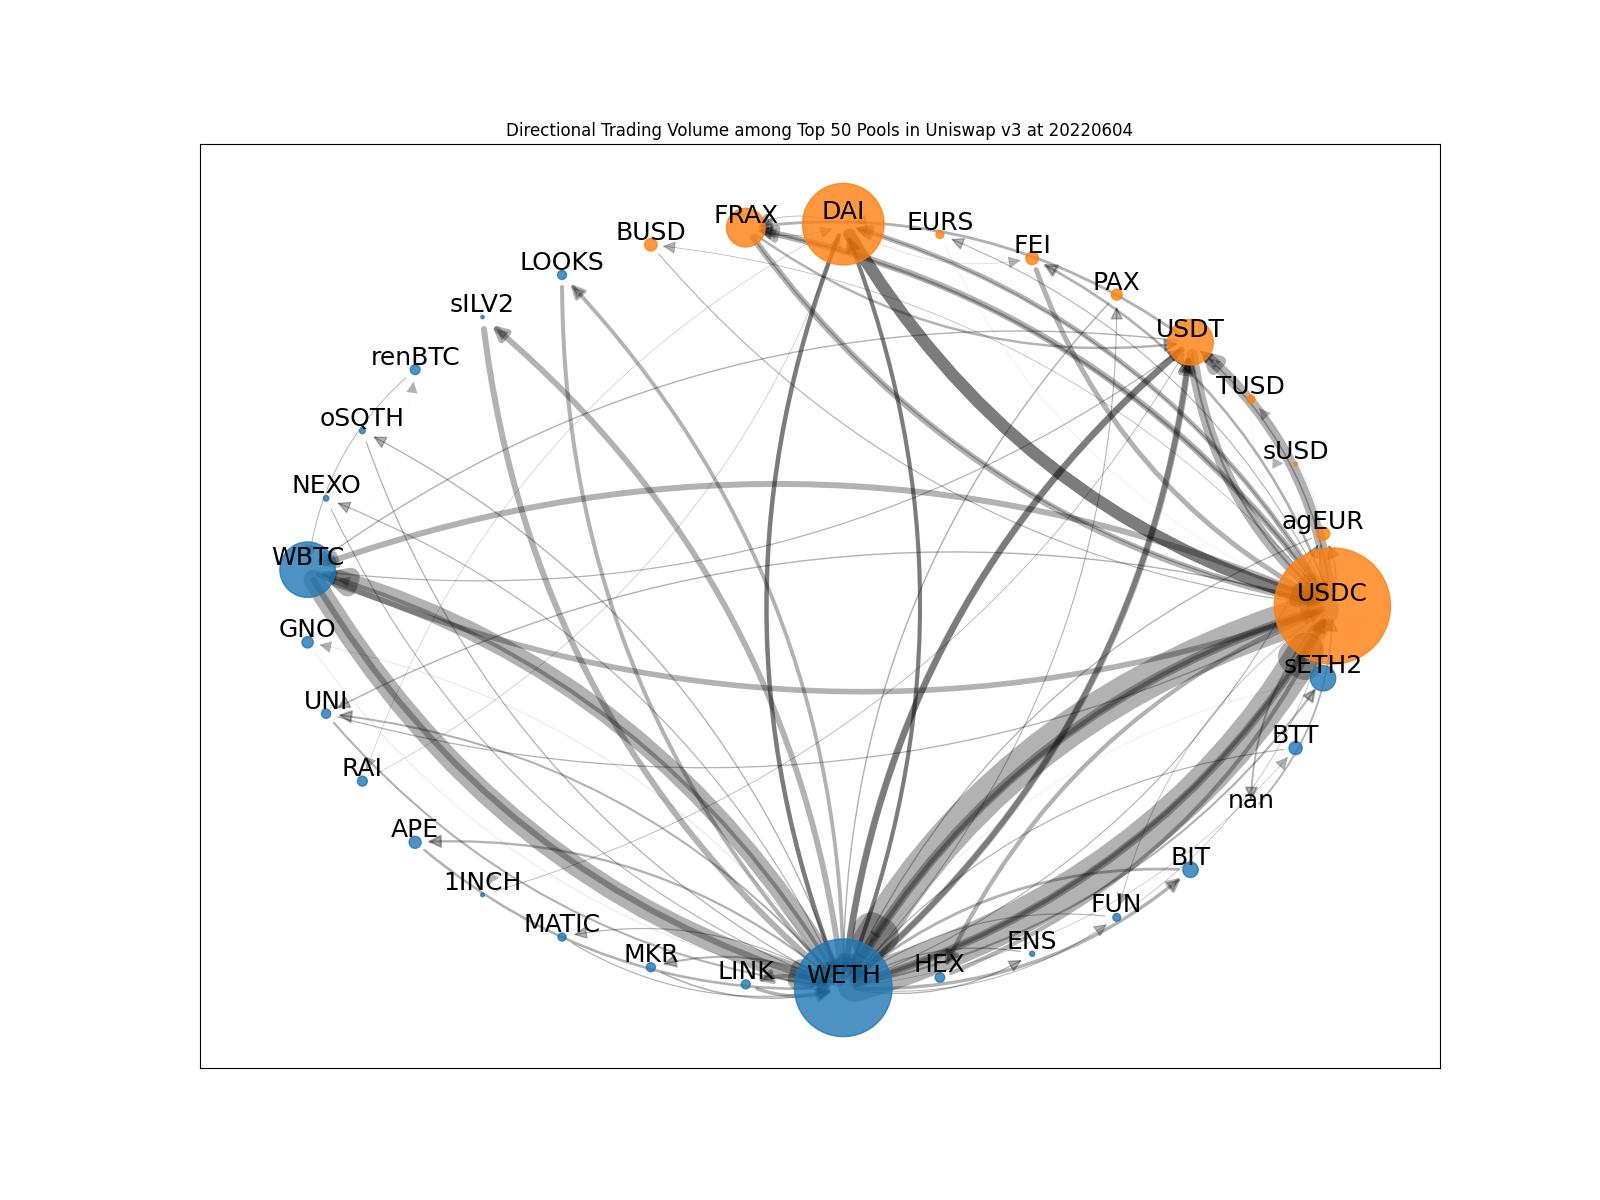 Directional Trading Volume among Top 50 Pools in Uniswap v3 at 20220604
DAI
FRAX
EURS
BUSD
FEI
LOOKS
PAX
sILV2
USDT
renBTC
TUSD
oSQTH
sUSD
NEXO
agEUR
WBTC
USDC
GNO
sETH2
UNI
BTT
RAI
nan
APE
BIT
1INCH
FUN
MATIC
ENS
MKR
HEX
LINK
WETH